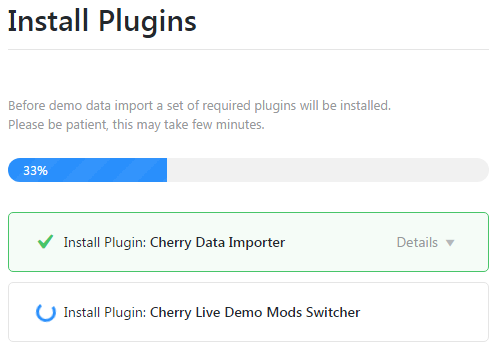 Install Plugins
Before demo data import a set of required plugins will be installed.
Please be patient, this may take few minutes.
33%
Install Plugin: Cherry Data Importer Details ▼
Install Plugin: Cherry Live Demo Mods Switcher